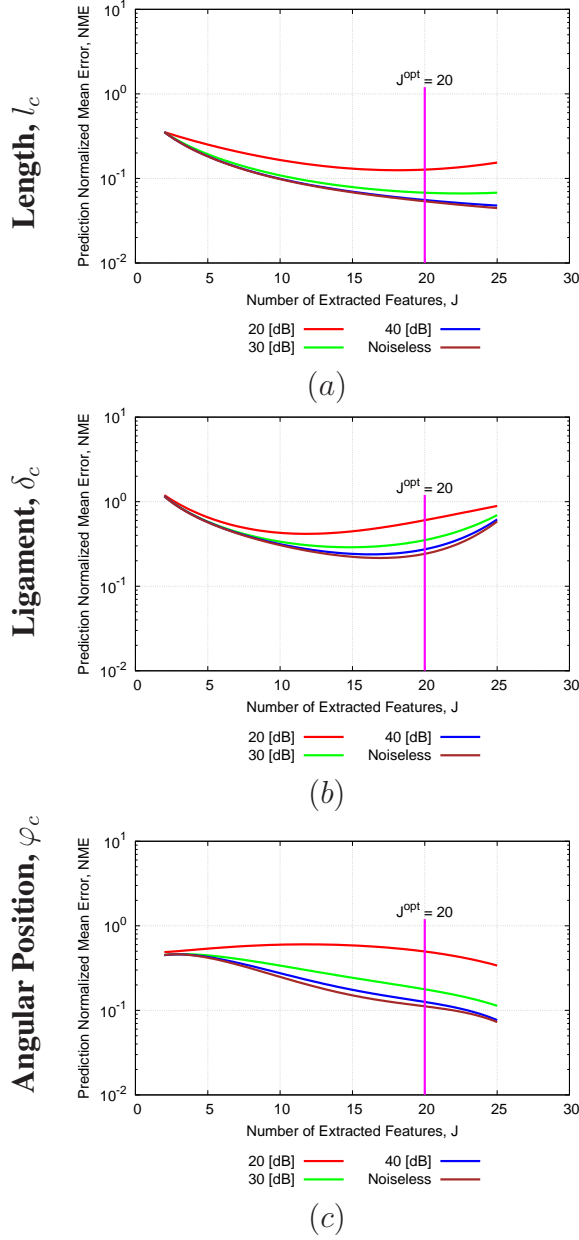 Length, l_c
Prediction Normalized Mean Error, NME
10^1
10^0
10^-1
10^-2
J^opt = 20
0 5 10 15 20 25 30
Number of Extracted Features, J
20 [dB] 40 [dB]
30 [dB] Noiseless
(a)
Ligament, δ_c
Prediction Normalized Mean Error, NME
10^1
10^0
10^-1
10^-2
J^opt = 20
0 5 10 15 20 25 30
Number of Extracted Features, J
20 [dB] 40 [dB]
30 [dB] Noiseless
(b)
Angular Position, φ_c
Prediction Normalized Mean Error, NME
10^1
10^0
10^-1
10^-2
J^opt = 20
0 5 10 15 20 25 30
Number of Extracted Features, J
20 [dB] 40 [dB]
30 [dB] Noiseless
(c)